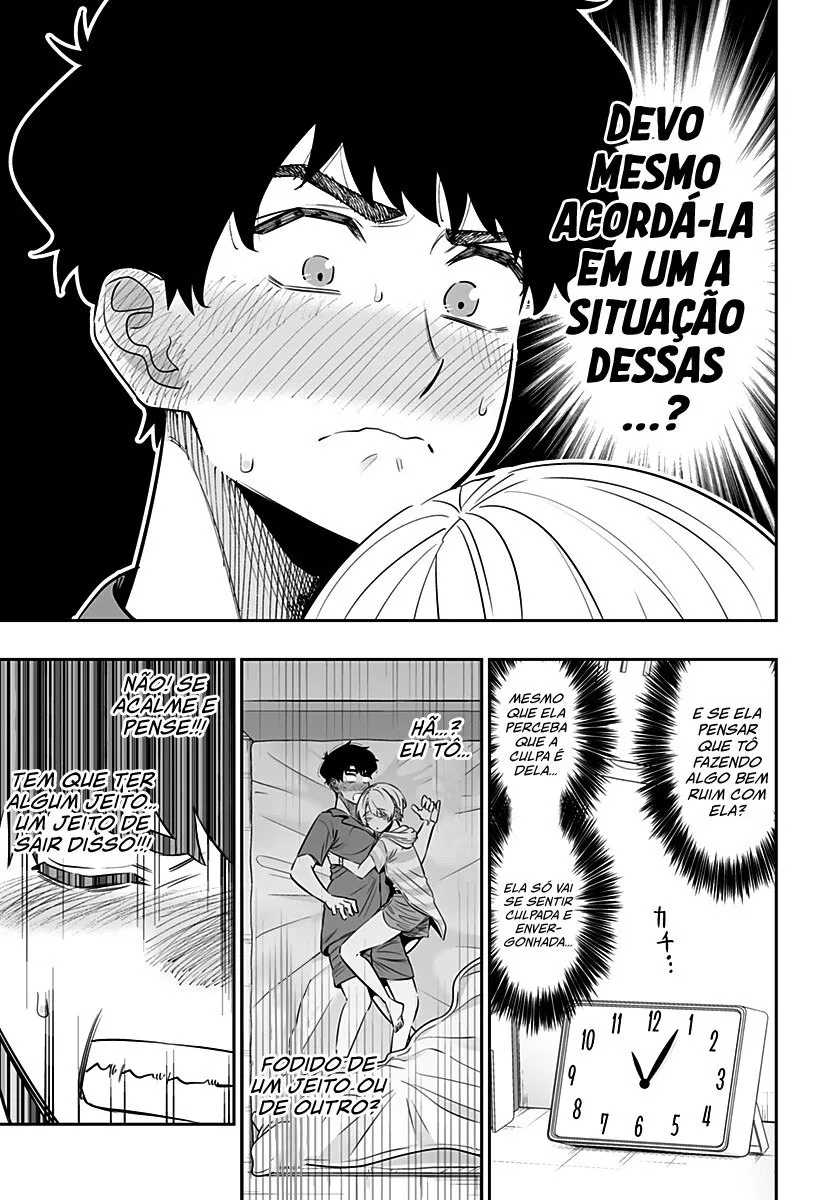 DEVO
MESMO
ACORDÁ-LA
EM UM A
SITUAÇÃO
DESSAS
...?
E SE ELA
PENSAR
QUE TÔ
FAZENDO
ALGO BEM
RUIM COM
ELA?
MESMO
QUE ELA
PERCEBA
QUE A
CULPA É
DELA...
ELA SÓ VAI
SE SENTIR
CULPADA E
ENVER-
GONHADA...
カチ...
11 12 1
10 2
9 3
8 4
7 6 5
HÃ...?
EU TÔ...
FODIDO DE
UM JEITO OU
DE OUTRO?
NÃO! SE
ACALME E
PENSE!!!
TEM QUE TER
ALGUM JEITO...
UM JEITO DE
SAIR DISSO!!!